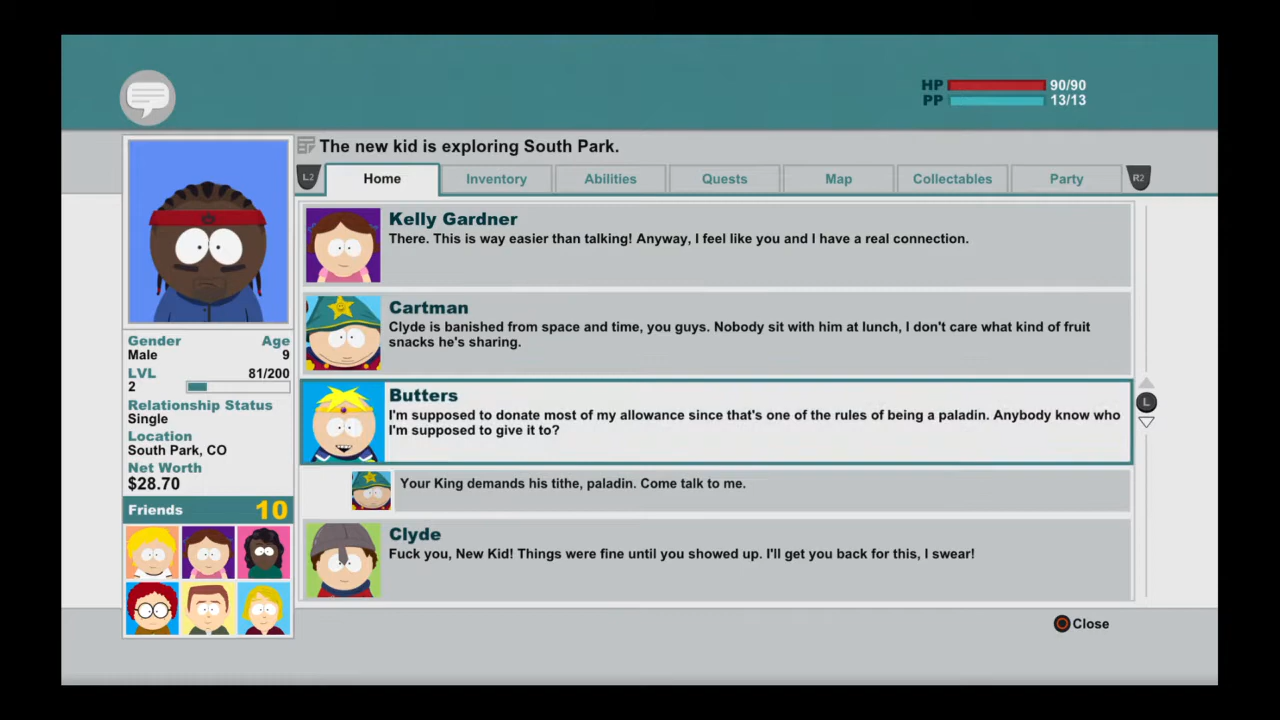 HP 90/90
PP 13/13
The new kid is exploring South Park.
L2 Home Inventory Abilities Quests Map Collectables Party R2
Kelly Gardner
There. This is way easier than talking! Anyway, I feel like you and I have a real connection.
Cartman
Clyde is banished from space and time, you guys. Nobody sit with him at lunch, I don't care what kind of fruit
snacks he's sharing.
Butters
I'm supposed to donate most of my allowance since that's one of the rules of being a paladin. Anybody know who
I'm supposed to give it to?
L
Your King demands his tithe, paladin. Come talk to me.
Clyde
Fuck you, New Kid! Things were fine until you showed up. I'll get you back for this, I swear!
Gender Age
Male 9
LVL 81/200
2
Relationship Status
Single
Location
South Park, CO
Net Worth
$28.70
Friends 10
Close